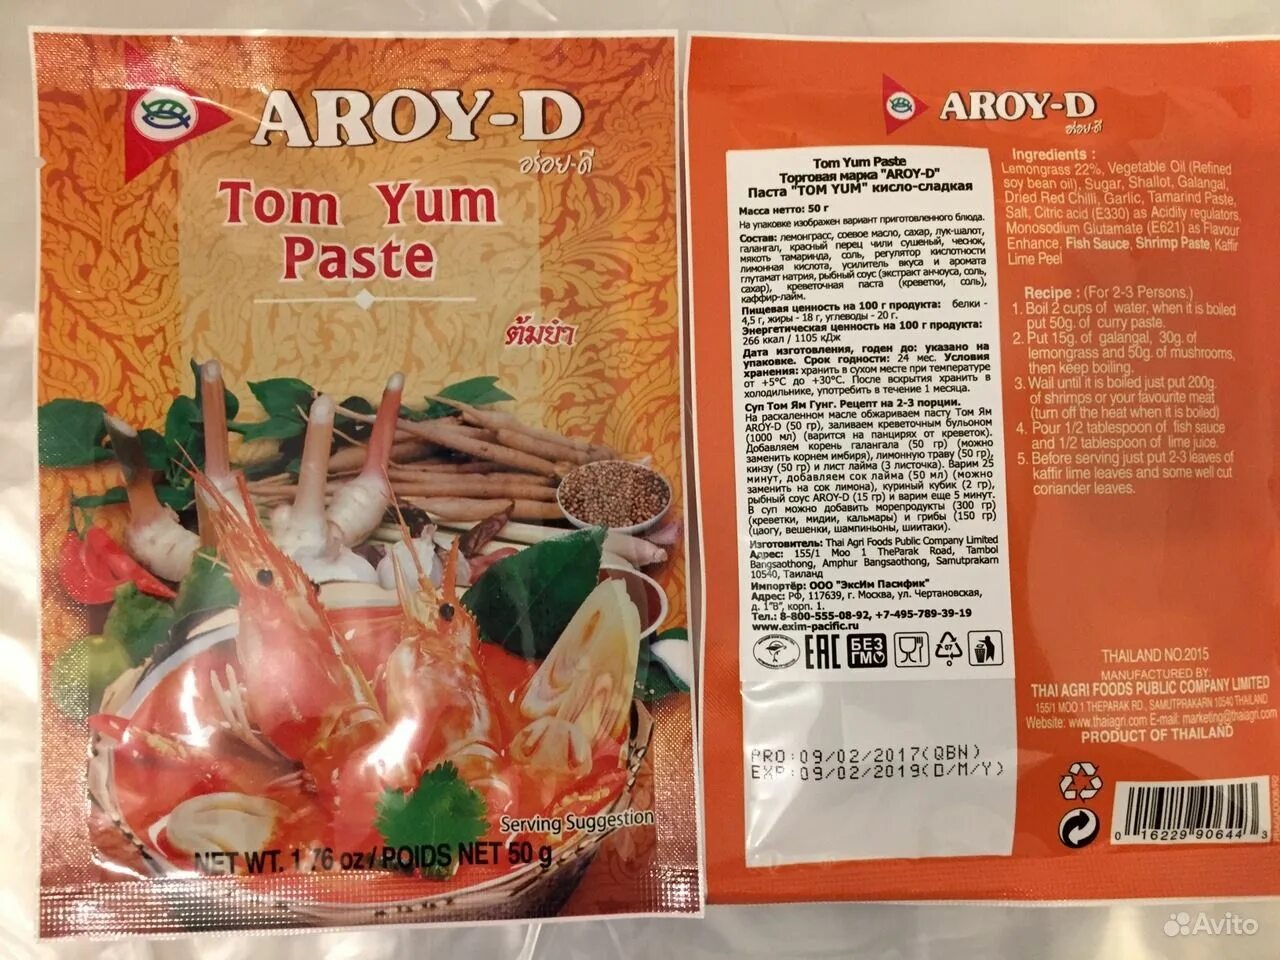 AROY-D
อร่อย-ดี
Tom Yum
Paste
ต้มยำ
Serving Suggestion
NET WT. 1.76 oz/POIDS NET 50 g
AROY-D
อร่อย-ดี
Tom Yum Paste
Торговая марка "AROY-D"
Паста "TOM YUM" кисло-сладкая
Масса нетто: 50 г
На упаковке изображен вариант приготовленного блюда.
Состав: лемонграсс, соевое масло, сахар, лук-шалот,
галангал, красный перец чили сушеный, чеснок,
мякоть тамаринда, соль, регулятор кислотности
лимонная кислота, усилитель вкуса и аромата
глутамат натрия, рыбный соус (экстракт анчоуса, соль,
сахар), креветочная паста (креветки, соль),
каффир-лайм.
Пищевая ценность на 100 г продукта: белки -
4,5 г, жиры - 18 г, углеводы - 20 г.
Энергетическая ценность на 100 г продукта:
266 ккал / 1105 кДж
Дата изготовления, годен до: указано на
упаковке. Срок годности: 24 мес. Условия
хранения: хранить в сухом месте при температуре
от +5°C до +30°C. После вскрытия хранить в
холодильнике, употребить в течение 1 месяца.
Суп Том Ям Гунг. Рецепт на 2-3 порции.
На раскаленном масле обжариваем пасту Том Ям
AROY-D (50 гр), заливаем креветочным бульоном
(1000 мл) (варится на панцирях от креветок).
Добавляем корень галангала (50 гр) (можно
заменить корнем имбиря), лимонную траву (50 гр),
кинзу (50 гр) и лист лайма (3 листочка). Варим 25
минут, добавляем сок лайма (50 мл) (можно
заменить на сок лимона), куриный кубик (2 гр),
рыбный соус AROY-D (15 гр) и варим еще 5 минут.
В суп можно добавить морепродукты (300 гр)
(креветки, мидии, кальмары) и грибы (150 гр)
(цаогу, вешенки, шампиньоны, шиитаки).
Изготовитель: Thai Agri Foods Public Company Limited
Адрес: 155/1 Moo 1 TheParak Road, Tambol
Bangsaothong, Amphur Bangsaothong, Samutprakarn
10540, Таиланд
Импортёр: ООО "ЭксИм Пасифик"
Адрес: РФ, 117639, г. Москва, ул. Чертановская,
д. 1"В", корп. 1.
Тел.: 8-800-555-08-92, +7-495-789-39-19
www.exim-pacific.ru
EAC БЕЗ ГМО 07
PRO:09/02/2017(QBN)
EXP:09/02/2019(D/M/Y)
Ingredients :
Lemongrass 22%, Vegetable Oil (Refined
soy bean oil), Sugar, Shallot, Galangal,
Dried Red Chilli, Garlic, Tamarind Paste,
Salt, Citric acid (E330) as Acidity regulators,
Monosodium Glutamate (E621) as Flavour
Enhance, Fish Sauce, Shrimp Paste, Kaffir
Lime Peel
Recipe : (For 2-3 Persons.)
1. Boil 2 cups of water, when it is boiled
put 50g. of curry paste.
2. Put 15g. of galangal, 30g. of
lemongrass and 50g. of mushrooms,
then keep boiling.
3. Wail until it is boiled just put 200g.
of shrimps or your favourite meat
(turn off the heat when it is boiled)
4. Pour 1/2 tablespoon of fish sauce
and 1/2 tablespoon of lime juice.
5. Before serving just put 2-3 leaves of
kaffir lime leaves and some well cut
coriander leaves.
THAILAND NO.2015
MANUFACTURED BY:
THAI AGRI FOODS PUBLIC COMPANY LIMITED
155/1 MOO 1 THEPARAK RD., SAMUTPRAKARN 10540 THAILAND
Website: www.thaiagri.com E-mail: marketing@thaiagri.com
PRODUCT OF THAILAND
0 16229 90644 3
Avito